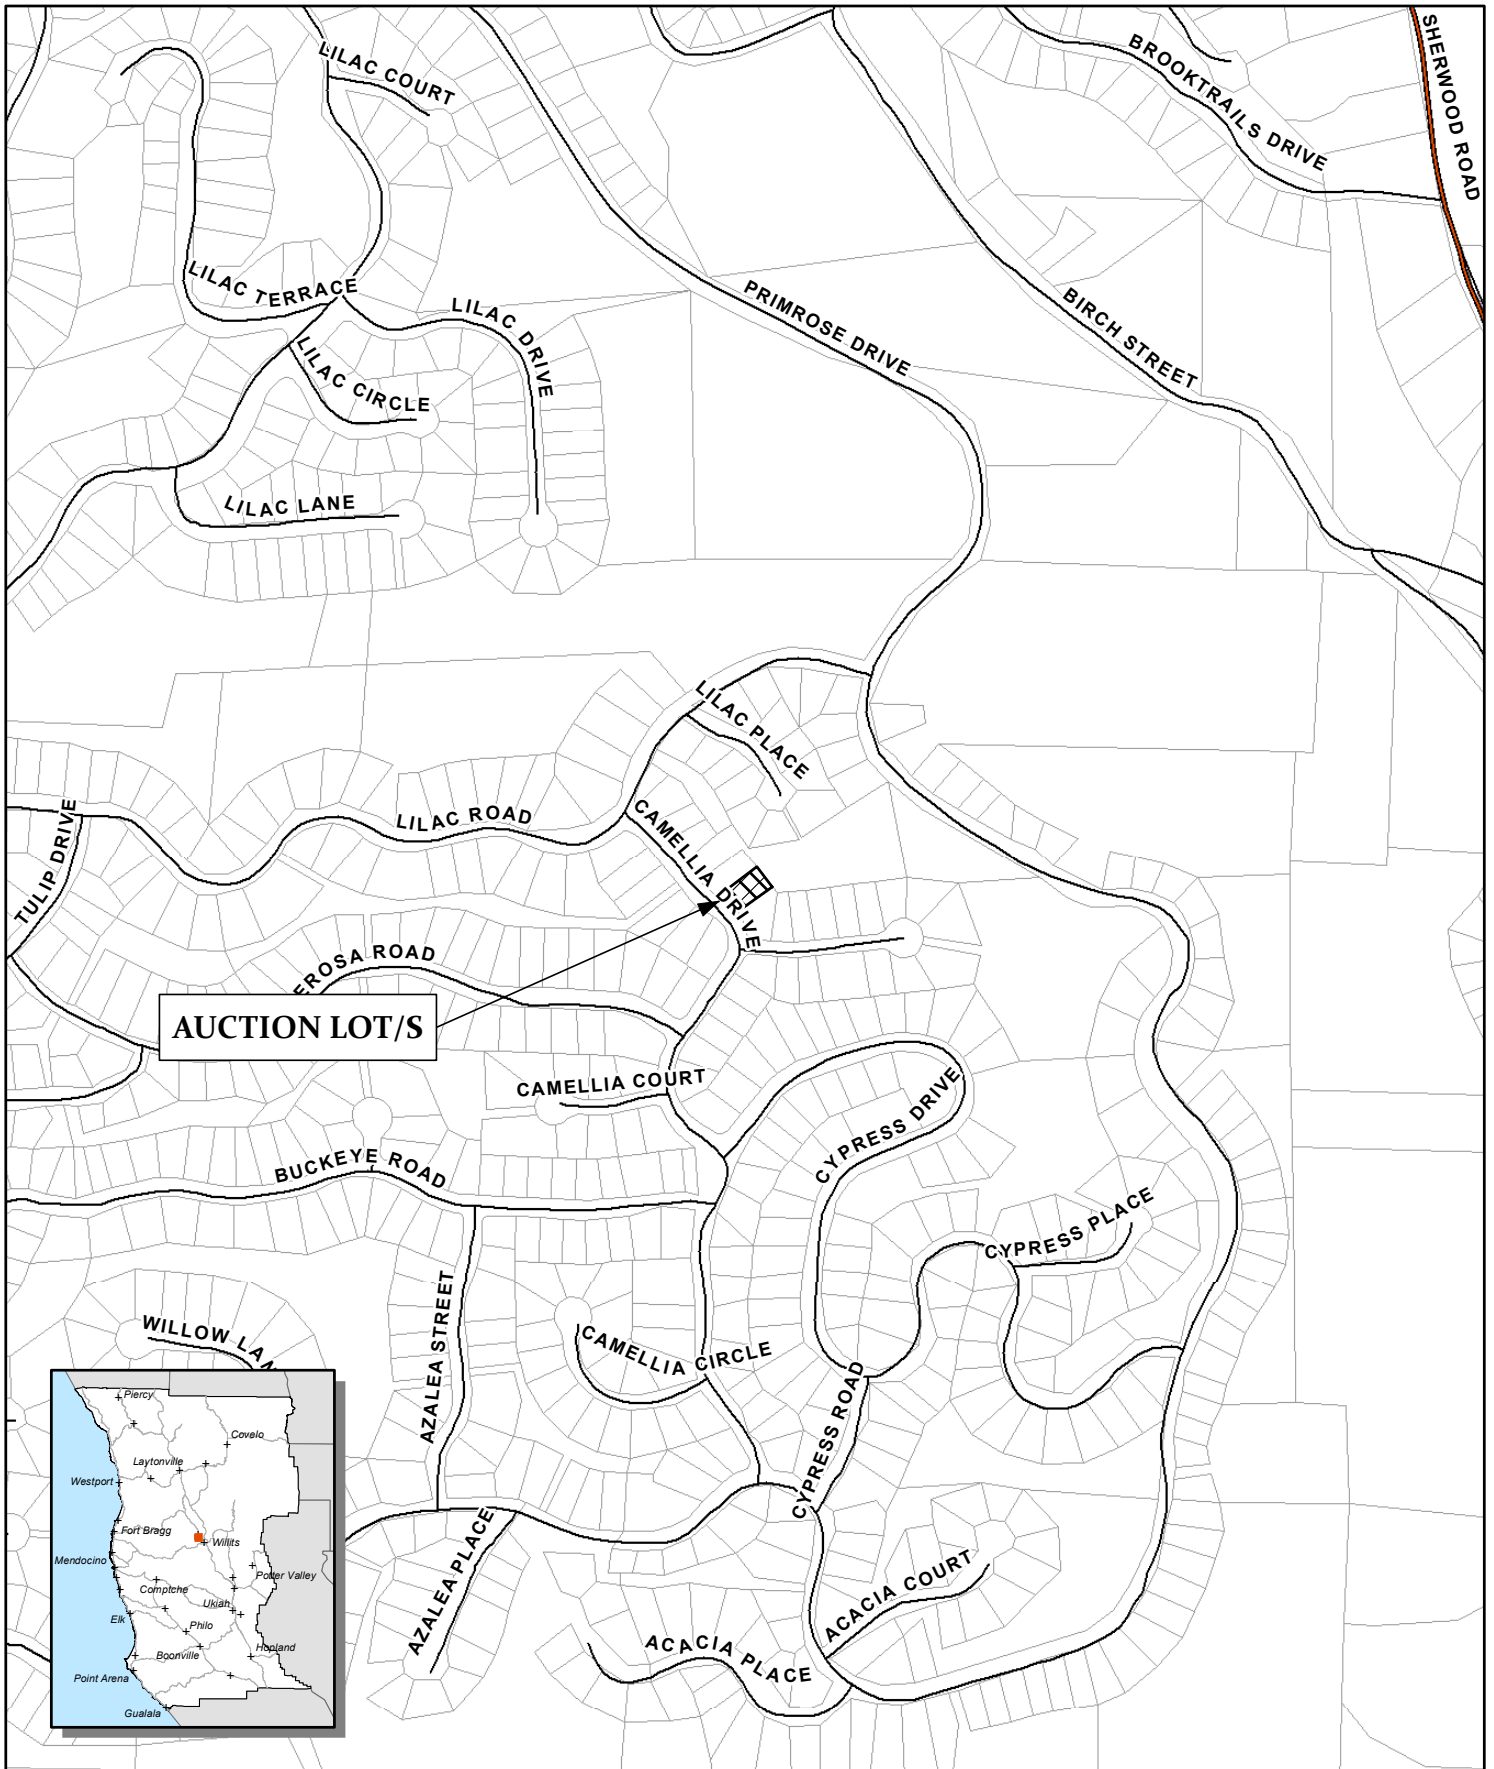 SHERWOOD ROAD
BROOKTRAILS DRIVE
LILAC COURT
LILAC TERRACE
LILAC DRIVE
PRIMROSE DRIVE
BIRCH STREET
LILAC CIRCLE
LILAC LANE
LILAC PLACE
TULIP DRIVE
LILAC ROAD
CAMELLIA DRIVE
EROSA ROAD
AUCTION LOT/S
CAMELLIA COURT
CYPRESS DRIVE
BUCKEYE ROAD
CYPRESS PLACE
AZALEA STREET
WILLOW LAN
CAMELLIA CIRCLE
CYPRESS ROAD
AZALEA PLACE
ACACIA COURT
ACACIA PLACE
Piercy
Covelo
Laytonville
Westport
Fort Bragg
Willits
Mendocino
Potter Valley
Comptche
Ukiah
Elk
Philo
Hopland
Boonville
Point Arena
Gualala